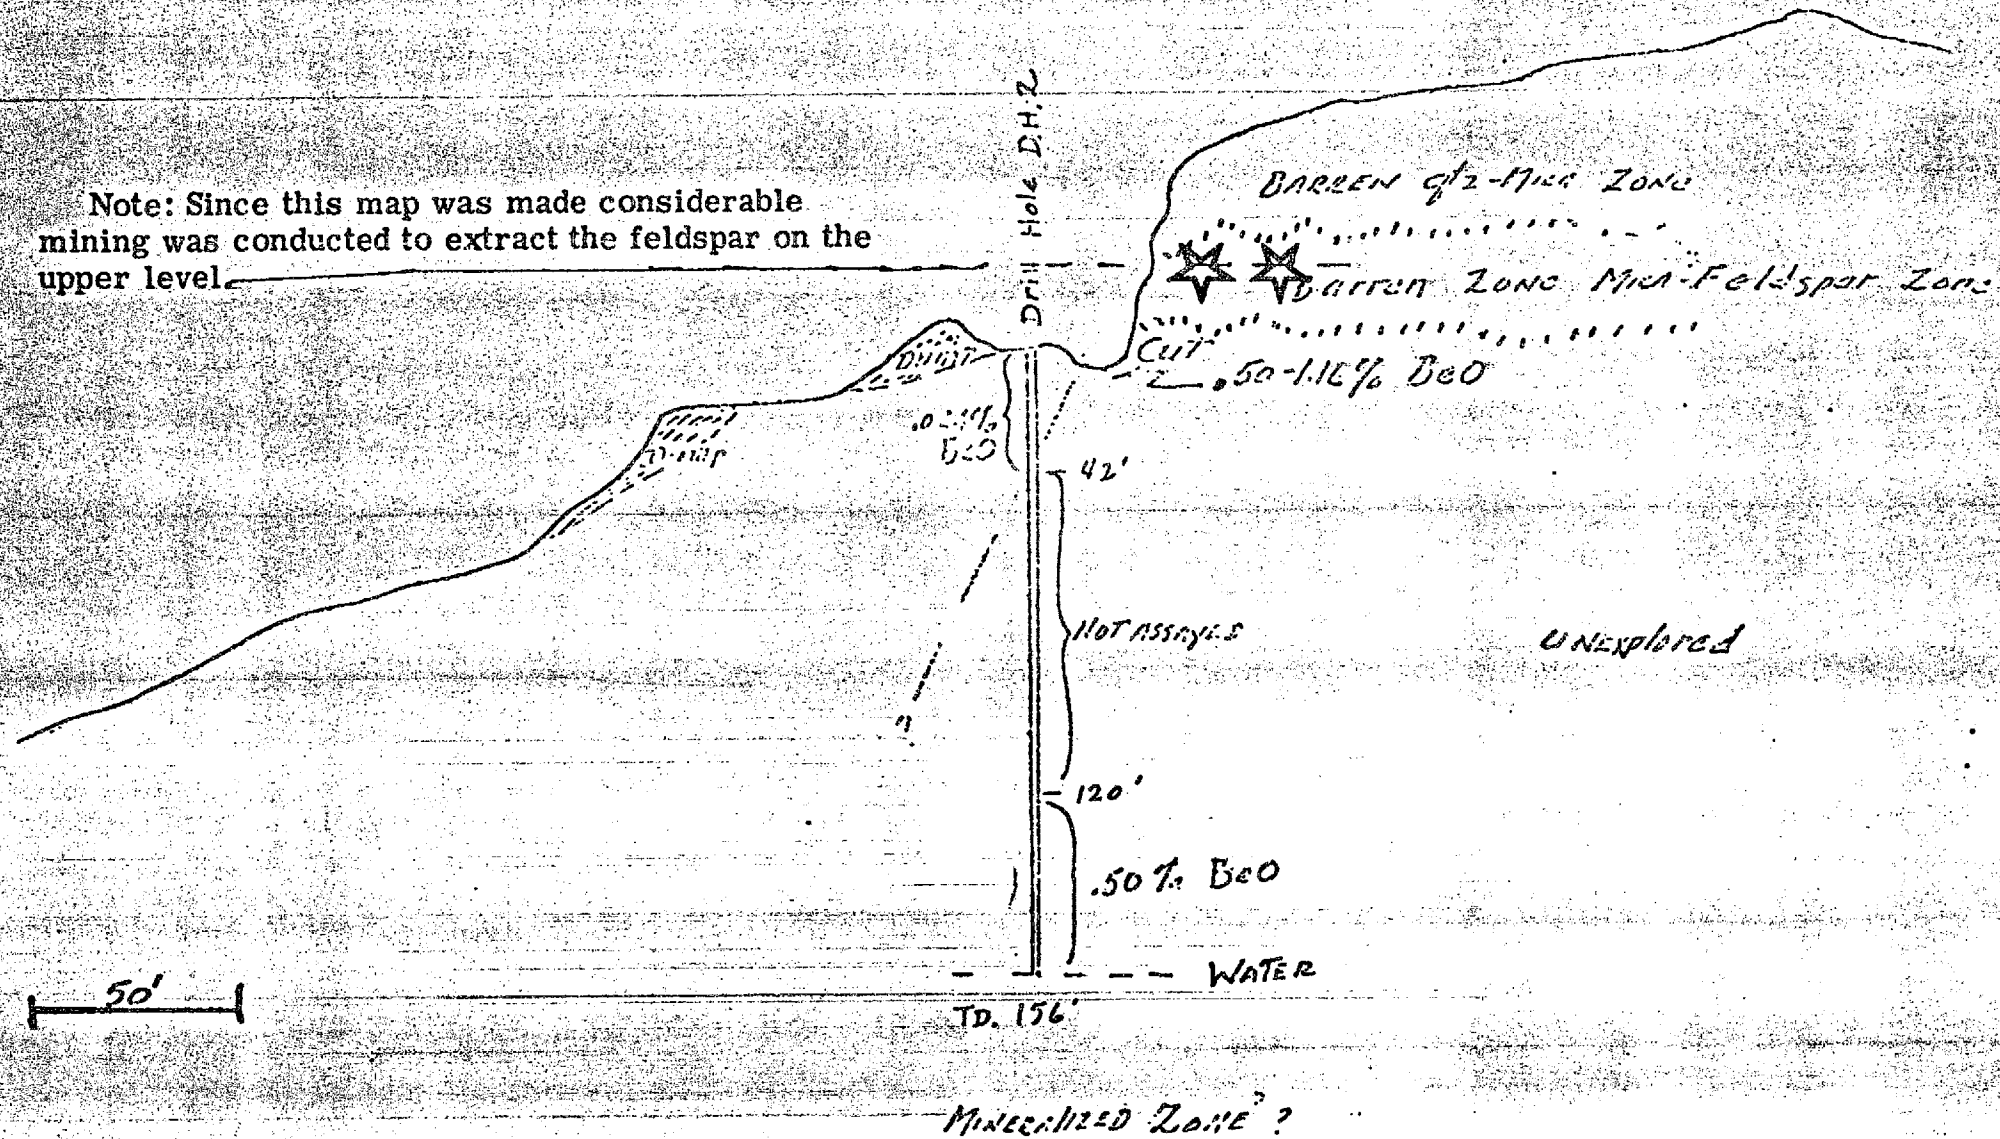 Drill Hole D.H. 2
BARREN qtz-Mica Zone
Note: Since this map was made considerable
mining was conducted to extract the feldspar on the
upper level.
Barren Zone Mica-Feldspar Zone
Cut
Dump
.50-1.16% BeO
BeO
Dump
42'
Not Assayed
Unexplored
?
120'
.50 % BeO
WATER
50'
TD. 156'
MINERALIZED ZONE ?